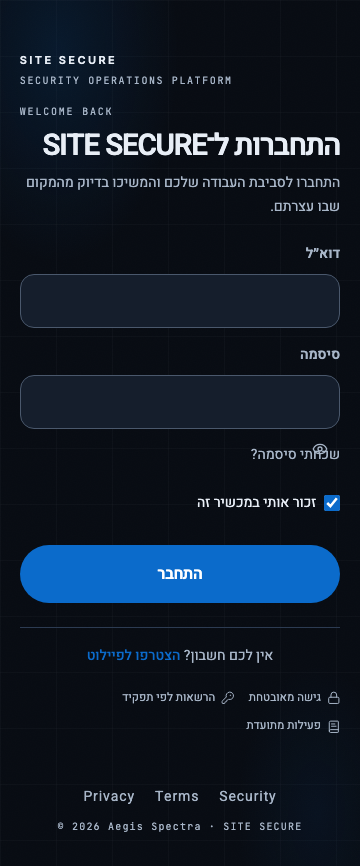 SITE SECURE
SECURITY OPERATIONS PLATFORM
WELCOME BACK
התחברות ל־SITE SECURE
התחברו לסביבת העבודה שלכם והמשיכו בדיוק מהמקום
שבו עצרתם.
דוא״ל
סיסמה
שכחתי סיסמה?
זכור אותי במכשיר זה
התחבר
אין לכם חשבון? הצטרפו לפיילוט
גישה מאובטחת
הרשאות לפי תפקיד
פעילות מתועדת
Privacy Terms Security
© 2026 Aegis Spectra · SITE SECURE